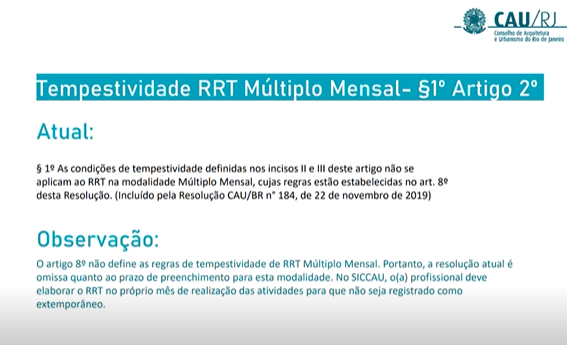 CAU/RJ
Conselho de Arquitetura
e Urbanismo do Rio de Janeiro
Tempestividade RRT Múltiplo Mensal- §1º Artigo 2º
Atual:
§ 1º As condições de tempestividade definidas nos incisos II e III deste artigo não se
aplicam ao RRT na modalidade Múltiplo Mensal, cujas regras estão estabelecidas no art. 8º
desta Resolução. (Incluído pela Resolução CAU/BR n° 184, de 22 de novembro de 2019)
Observação:
O artigo 8º não define as regras de tempestividade de RRT Múltiplo Mensal. Portanto, a resolução atual é
omissa quanto ao prazo de preenchimento para esta modalidade. No SICCAU, o(a) profissional deve
elaborar o RRT no próprio mês de realização das atividades para que não seja registrado como
extemporâneo.